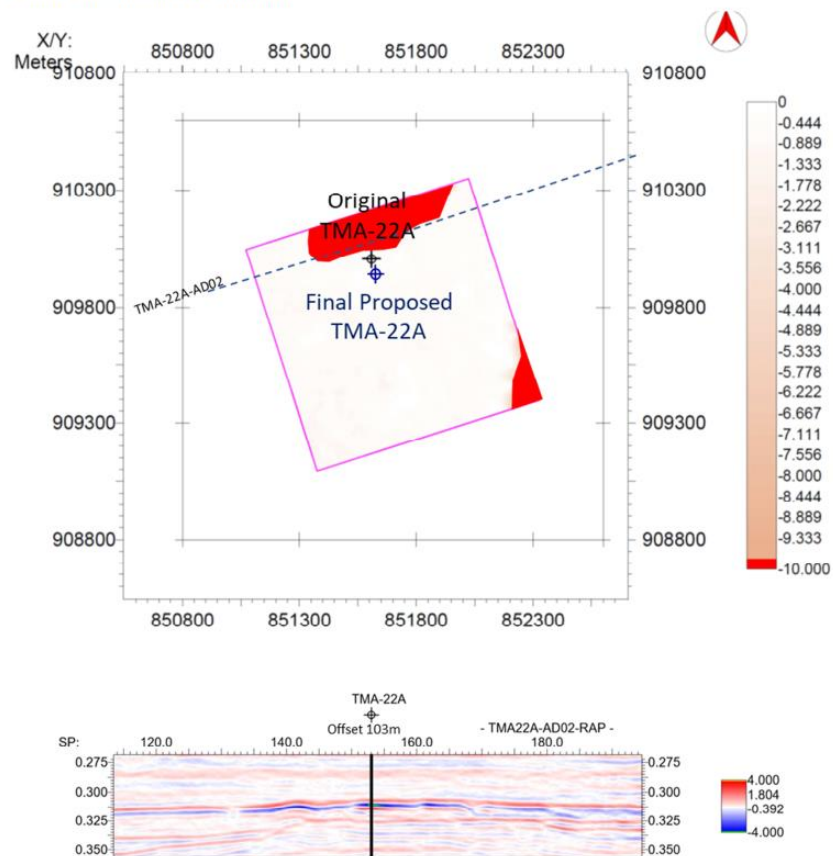 X/Y:
Meters
850800 851300 851800 852300
910800 910800
910300 910300
909800 909800
909300 909300
908800 908800
850800 851300 851800 852300
Original
TMA-22A
TMA-22A-AD02
Final Proposed
TMA-22A
0
-0.444
-0.889
-1.333
-1.778
-2.222
-2.667
-3.111
-3.556
-4.000
-4.444
-4.889
-5.333
-5.778
-6.222
-6.667
-7.111
-7.556
-8.000
-8.444
-8.889
-9.333
-10.000
TMA-22A
Offset 103m
- TMA22A-AD02-RAP -
SP: 120.0 140.0 160.0 180.0
0.275 0.275
0.300 0.300
0.325 0.325
0.350 0.350
4.000
1.804
-0.392
-4.000